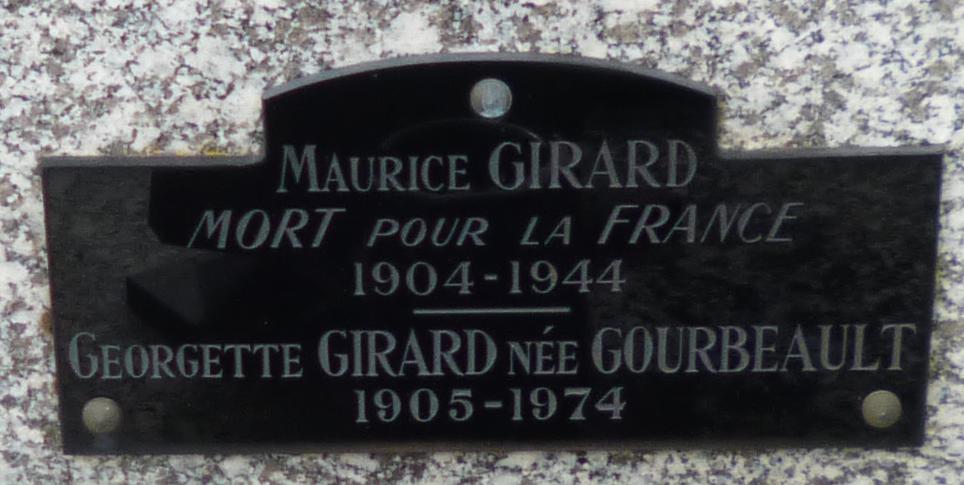 MAURICE GIRARD
MORT POUR LA FRANCE
1904-1944
GEORGETTE GIRARD NÉE GOURBEAULT
1905-1974